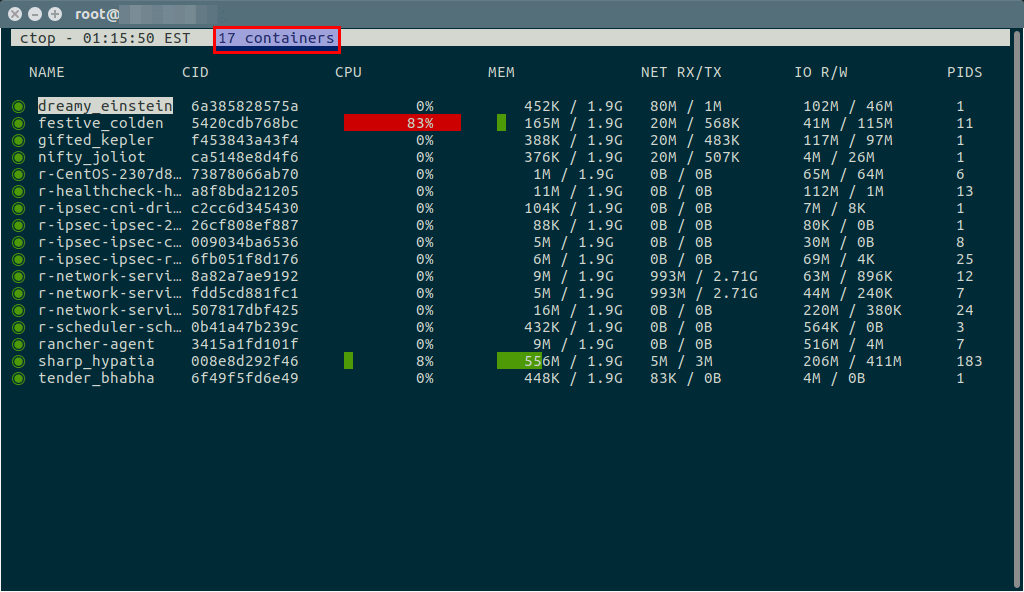 root@
ctop - 01:15:50 EST 17 containers
NAME CID CPU MEM NET RX/TX IO R/W PIDS
dreamy_einstein 6a385828575a 0% 452K / 1.9G 80M / 1M 102M / 46M 1
festive_colden 5420cdb768bc 83% 165M / 1.9G 20M / 568K 41M / 115M 11
gifted_kepler f453843a43f4 0% 388K / 1.9G 20M / 483K 117M / 97M 1
nifty_joliot ca5148e8d4f6 0% 376K / 1.9G 20M / 507K 4M / 26M 1
r-CentOS-2307d8… 73878066ab70 0% 1M / 1.9G 0B / 0B 65M / 64M 6
r-healthcheck-h… a8f8bda21205 0% 11M / 1.9G 0B / 0B 112M / 1M 13
r-ipsec-cni-dri… c2cc6d345430 0% 104K / 1.9G 0B / 0B 7M / 8K 1
r-ipsec-ipsec-2… 26cf808ef887 0% 88K / 1.9G 0B / 0B 80K / 0B 1
r-ipsec-ipsec-c… 009034ba6536 0% 5M / 1.9G 0B / 0B 30M / 0B 8
r-ipsec-ipsec-r… 6fb051f8d176 0% 6M / 1.9G 0B / 0B 69M / 4K 25
r-network-servi… 8a82a7ae9192 0% 9M / 1.9G 993M / 2.71G 63M / 896K 12
r-network-servi… fdd5cd881fc1 0% 5M / 1.9G 993M / 2.71G 44M / 240K 7
r-network-servi… 507817dbf425 0% 16M / 1.9G 0B / 0B 220M / 380K 24
r-scheduler-sch… 0b41a47b239c 0% 432K / 1.9G 0B / 0B 564K / 0B 3
rancher-agent 3415a1fd101f 0% 9M / 1.9G 0B / 0B 516M / 4M 7
sharp_hypatia 008e8d292f46 8% 556M / 1.9G 5M / 3M 206M / 411M 183
tender_bhabha 6f49f5fd6e49 0% 448K / 1.9G 83K / 0B 4M / 0B 1